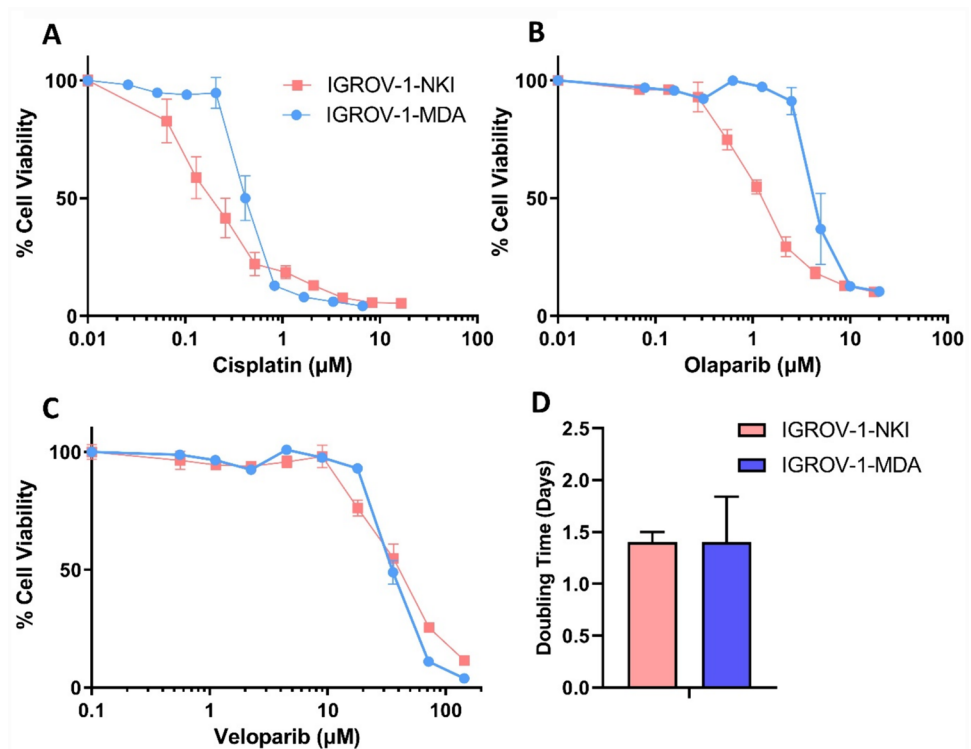 A
% Cell Viability
100
50
0
0.01
0.1
1
10
100
Cisplatin (µM)
IGROV-1-NKI
IGROV-1-MDA
B
% Cell Viability
100
50
0
0.01
0.1
1
10
100
Olaparib (µM)
C
% Cell Viability
100
50
0
0.1
1
10
100
Veloparib (µM)
D
IGROV-1-NKI
IGROV-1-MDA
Doubling Time (Days)
2.5
2.0
1.5
1.0
0.5
0.0